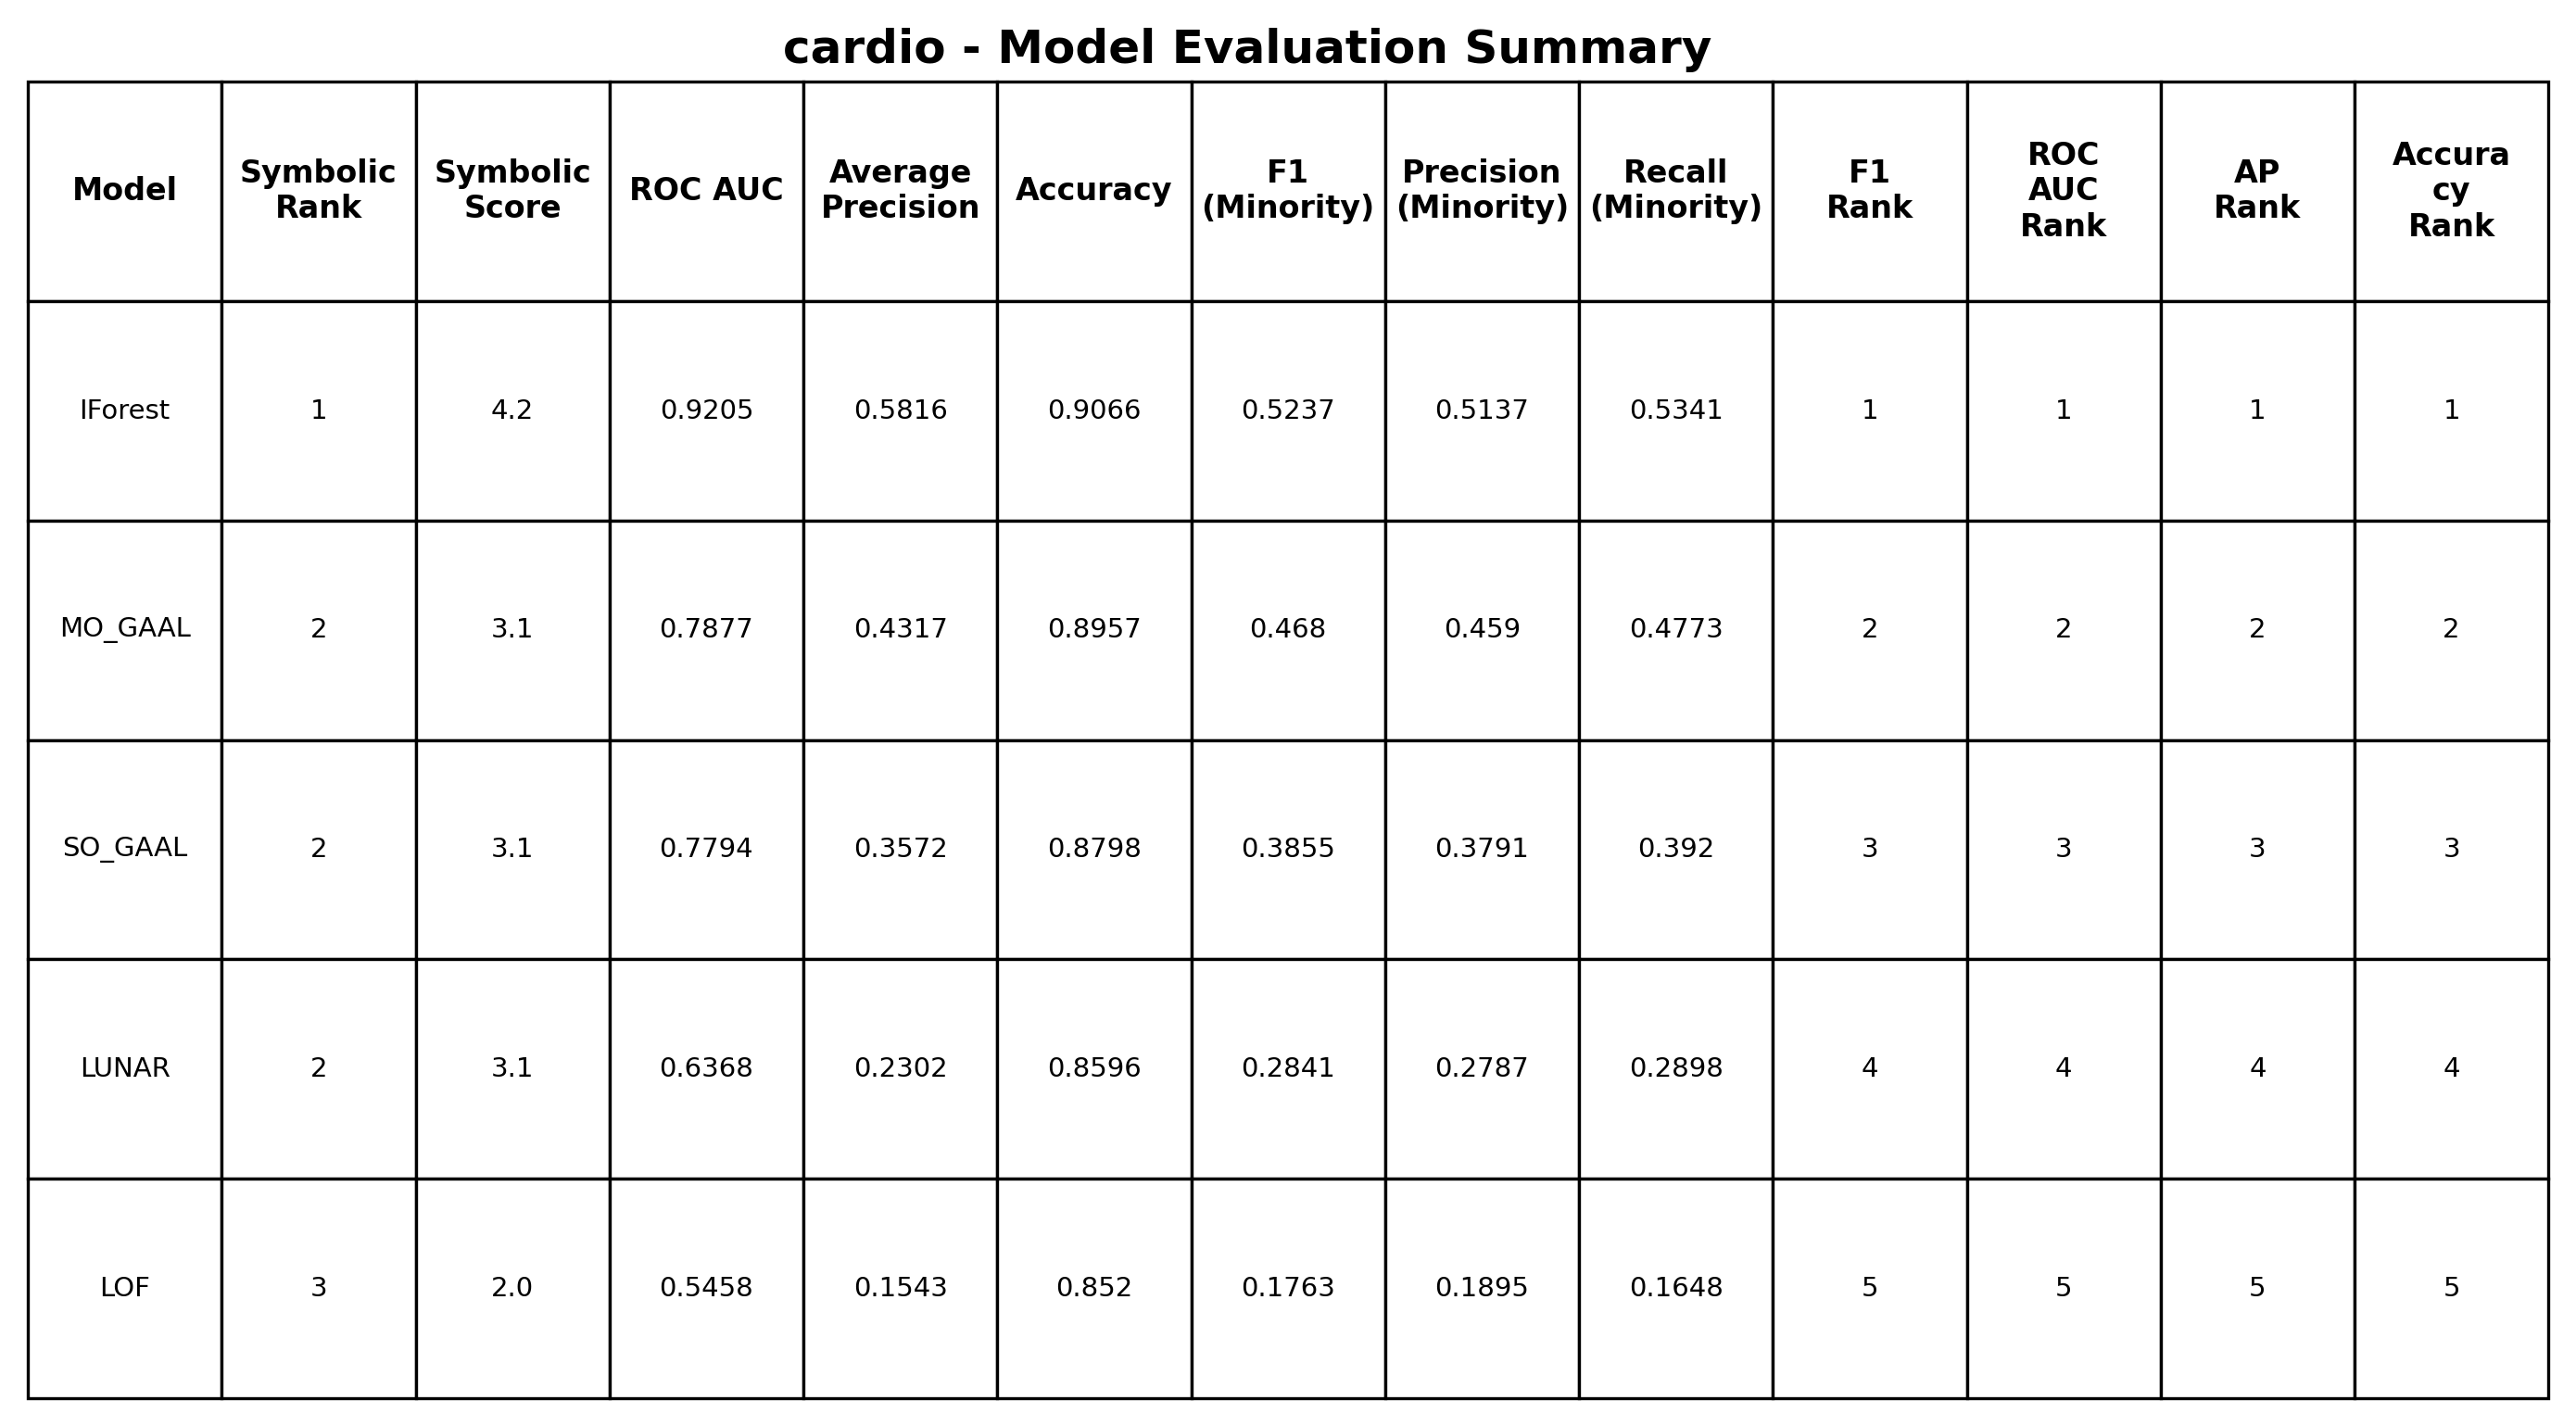 cardio - Model Evaluation Summary
Model Symbolic Rank Symbolic Score ROC AUC Average Precision Accuracy F1 (Minority) Precision (Minority) Recall (Minority) F1 Rank ROC AUC Rank AP Rank Accura cy Rank
IForest 1 4.2 0.9205 0.5816 0.9066 0.5237 0.5137 0.5341 1 1 1 1
MO_GAAL 2 3.1 0.7877 0.4317 0.8957 0.468 0.459 0.4773 2 2 2 2
SO_GAAL 2 3.1 0.7794 0.3572 0.8798 0.3855 0.3791 0.392 3 3 3 3
LUNAR 2 3.1 0.6368 0.2302 0.8596 0.2841 0.2787 0.2898 4 4 4 4
LOF 3 2.0 0.5458 0.1543 0.852 0.1763 0.1895 0.1648 5 5 5 5